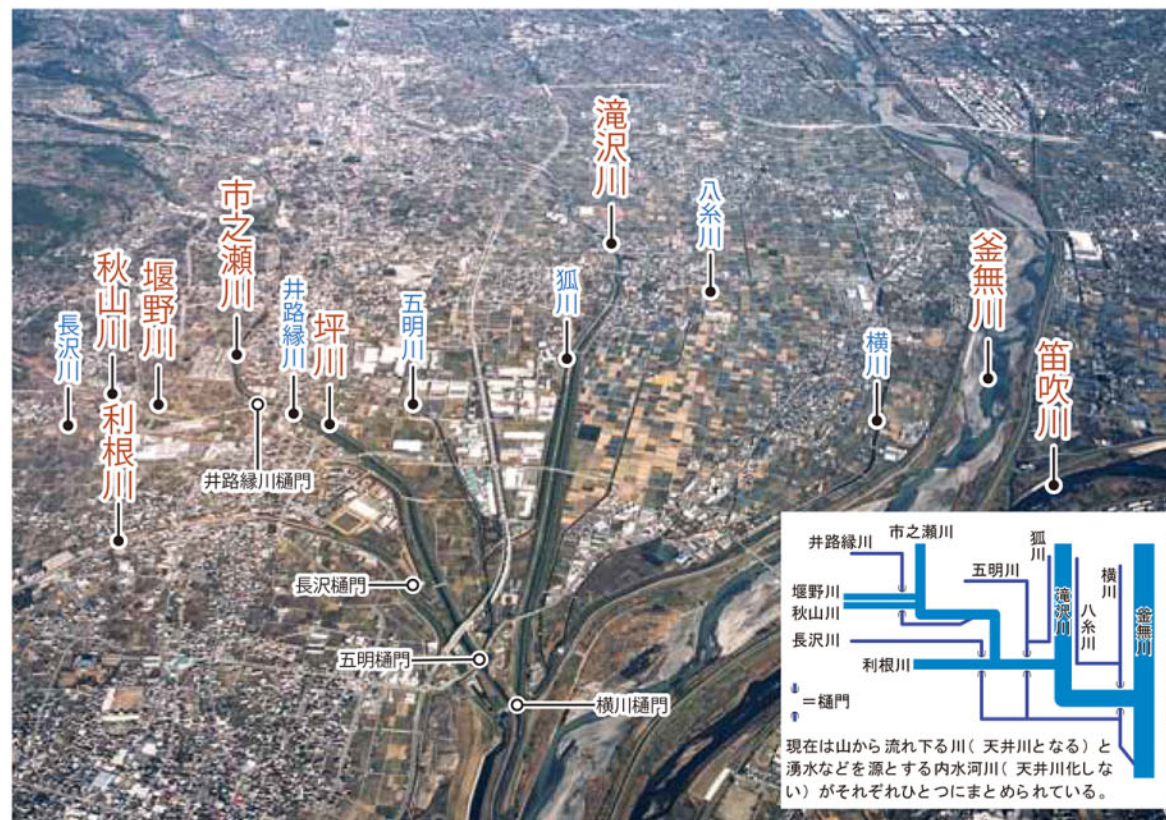 滝沢川
八糸川
市之瀬川
釜無川
秋山川
堰野川
狐川
井路縁川
五明川
長沢川
坪川
横川
笛吹川
利根川
井路縁川樋門
長沢樋門
五明樋門
横川樋門
井路縁川
市之瀬川
狐川
五明川
横川
堰野川
秋山川
滝沢川
八糸川
釜無川
長沢川
利根川
＝樋門
現在は山から流れ下る川（天井川となる）と
湧水などを源とする内水河川（天井川化しな
い）がそれぞれひとつにまとめられている。